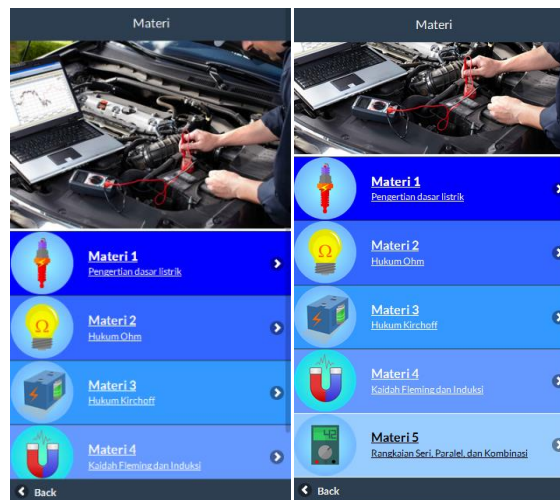 Materi
Materi 1
Pengertian dasar listrik
Materi 2
Hukum Ohm
Ω
Materi 3
Hukum Kirchoff
Materi 4
Kaidah Fleming dan Induksi
Back
Materi
Materi 1
Pengertian dasar listrik
Materi 2
Hukum Ohm
Ω
Materi 3
Hukum Kirchoff
Materi 4
Kaidah Fleming dan Induksi
Materi 5
Rangkaian Seri, Paralel, dan Kombinasi
42
Back